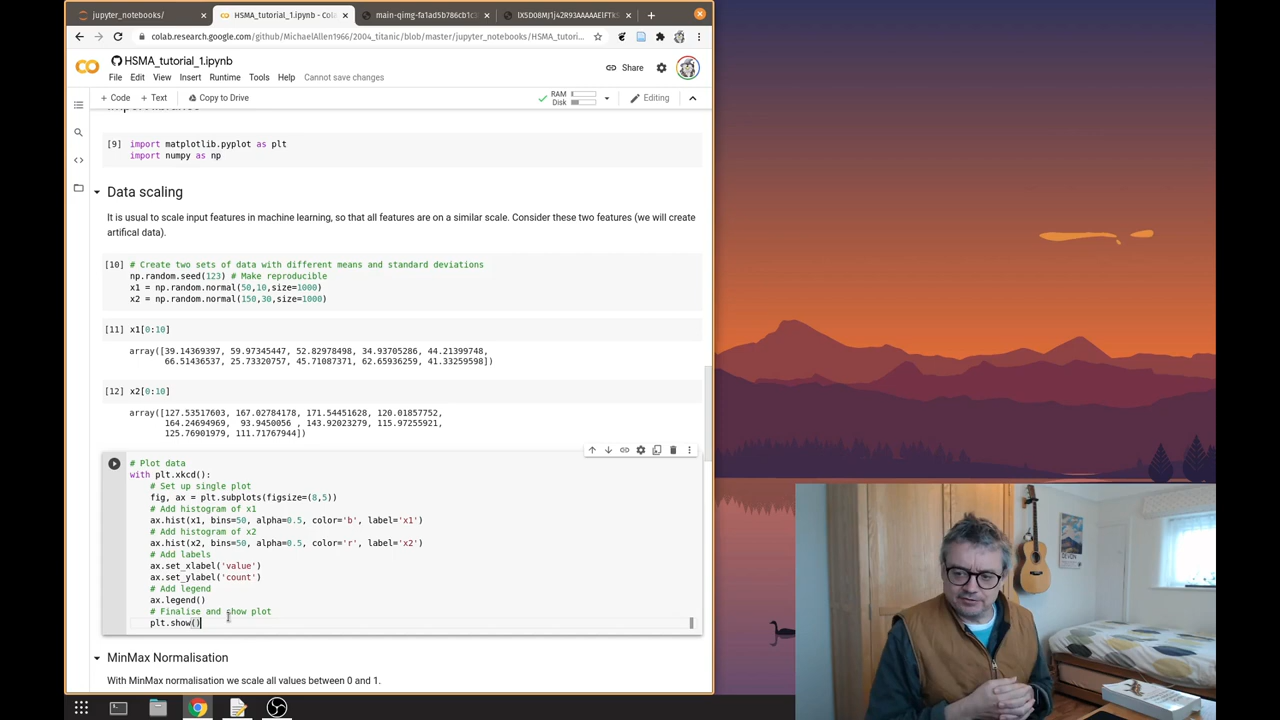 jupyter_notebooks/
HSMA_tutorial_1.ipynb - Cola
main-qimg-fa1ad5b786cb1c
colab.research.google.com/github/MichaelAllen1966/2004_titanic/blob/master/jupyter_notebooks/HSMA_tutori...
HSMA_tutorial_1.ipynb
File Edit View Insert Runtime Tools Help Cannot save changes
Share
+ Code + Text Copy to Drive
RAM
Disk
Editing
[9] import matplotlib.pyplot as plt
import numpy as np
Data scaling
It is usual to scale input features in machine learning, so that all features are on a similar scale. Consider these two features (we will create
artifical data).
[10] # Create two sets of data with different means and standard deviations
np.random.seed(123) # Make reproducible
x1 = np.random.normal(50,10,size=1000)
x2 = np.random.normal(150,30,size=1000)
[11] x1[0:10]
array([39.14369397, 59.97345447, 52.82978498, 34.93705286, 44.21399748,
66.51436537, 25.73320757, 45.71087371, 62.65936259, 41.33259598])
[12] x2[0:10]
array([127.53517603, 167.02784178, 171.54451628, 120.01857752,
164.24694969, 93.9450056 , 143.92023279, 115.97255921,
125.76901979, 111.71767944])
# Plot data
with plt.xkcd():
# Set up single plot
fig, ax = plt.subplots(figsize=(8,5))
# Add histogram of x1
ax.hist(x1, bins=50, alpha=0.5, color='b', label='x1')
# Add histogram of x2
ax.hist(x2, bins=50, alpha=0.5, color='r', label='x2')
# Add labels
ax.set_xlabel('value')
ax.set_ylabel('count')
# Add legend
ax.legend()
# Finalise and show plot
plt.show()
MinMax Normalisation
With MinMax normalisation we scale all values between 0 and 1.
DEVON